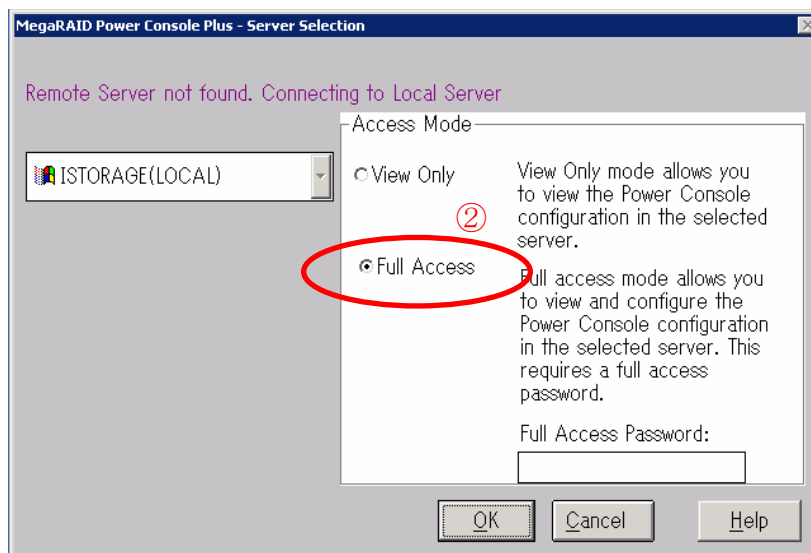 MegaRAID Power Console Plus - Server Selection
Remote Server not found. Connecting to Local Server
ISTORAGE(LOCAL)
Access Mode
View Only
View Only mode allows you
to view the Power Console
configuration in the selected
server.
②
Full Access
Full access mode allows you
to view and configure the
Power Console configuration
in the selected server. This
requires a full access
password.
Full Access Password:
OK
Cancel
Help